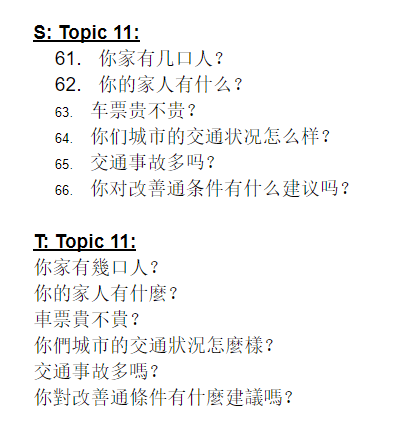 S: Topic 11:
61. 你家有几口人？
62. 你的家人有什么？
63. 车票贵不贵？
64. 你们城市的交通状况怎么样？
65. 交通事故多吗？
66. 你对改善通条件有什么建议吗？
T: Topic 11:
你家有幾口人？
你的家人有什麼？
車票貴不貴？
你們城市的交通狀況怎麼樣？
交通事故多嗎？
你對改善通條件有什麼建議嗎？